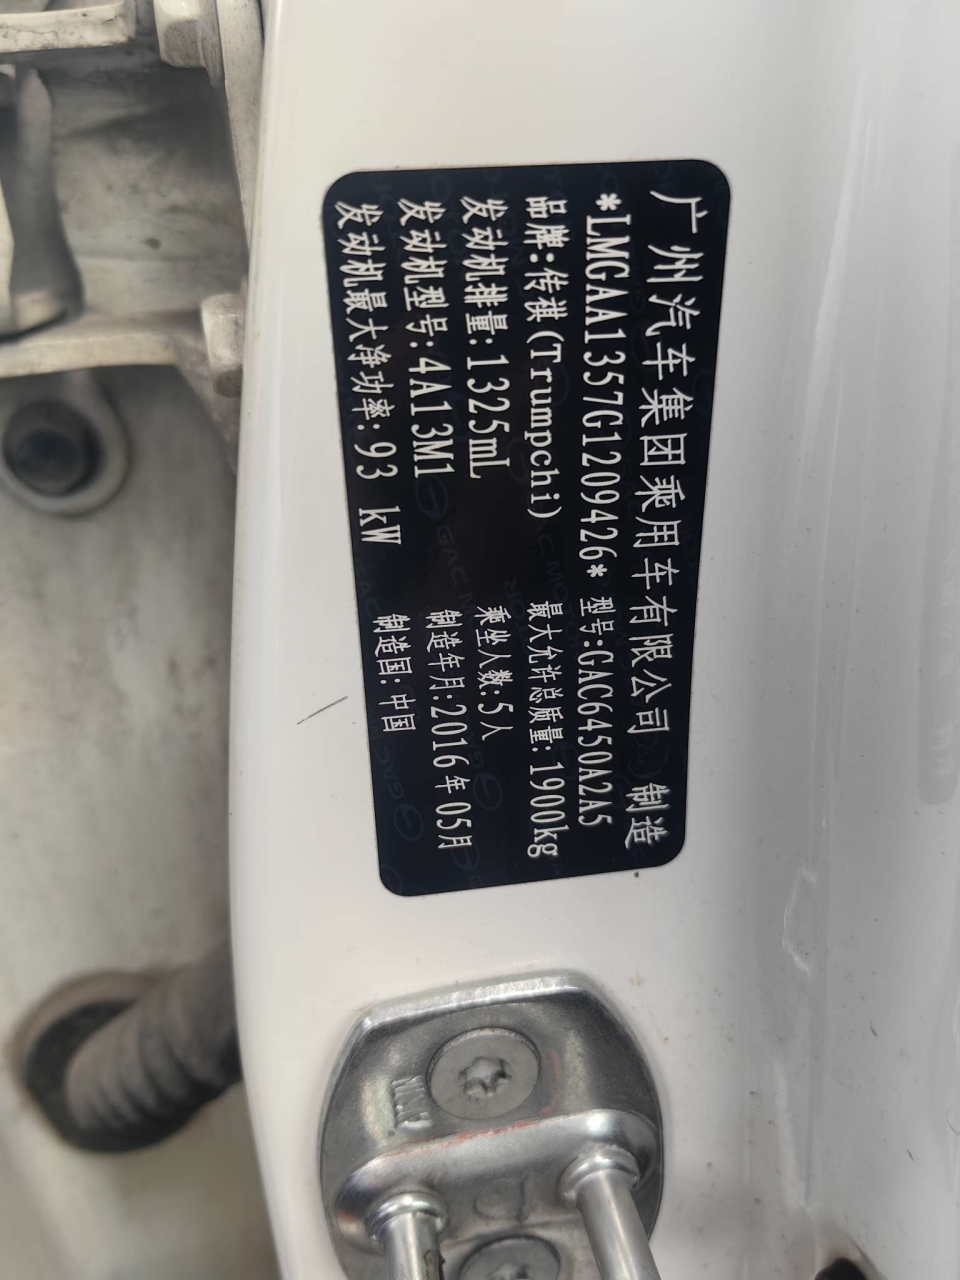 广州汽车集团乘用车有限公司 制造
*LMGAA1357G1209426* 型号:GAC6450A2A5
品牌:传祺(Trumpchi) 最大允许总质量:1900kg
发动机排量:1325mL 乘坐人数:5人
发动机型号:4A13M1 制造年月:2016年05月
发动机最大净功率:93 kW 制造国:中国